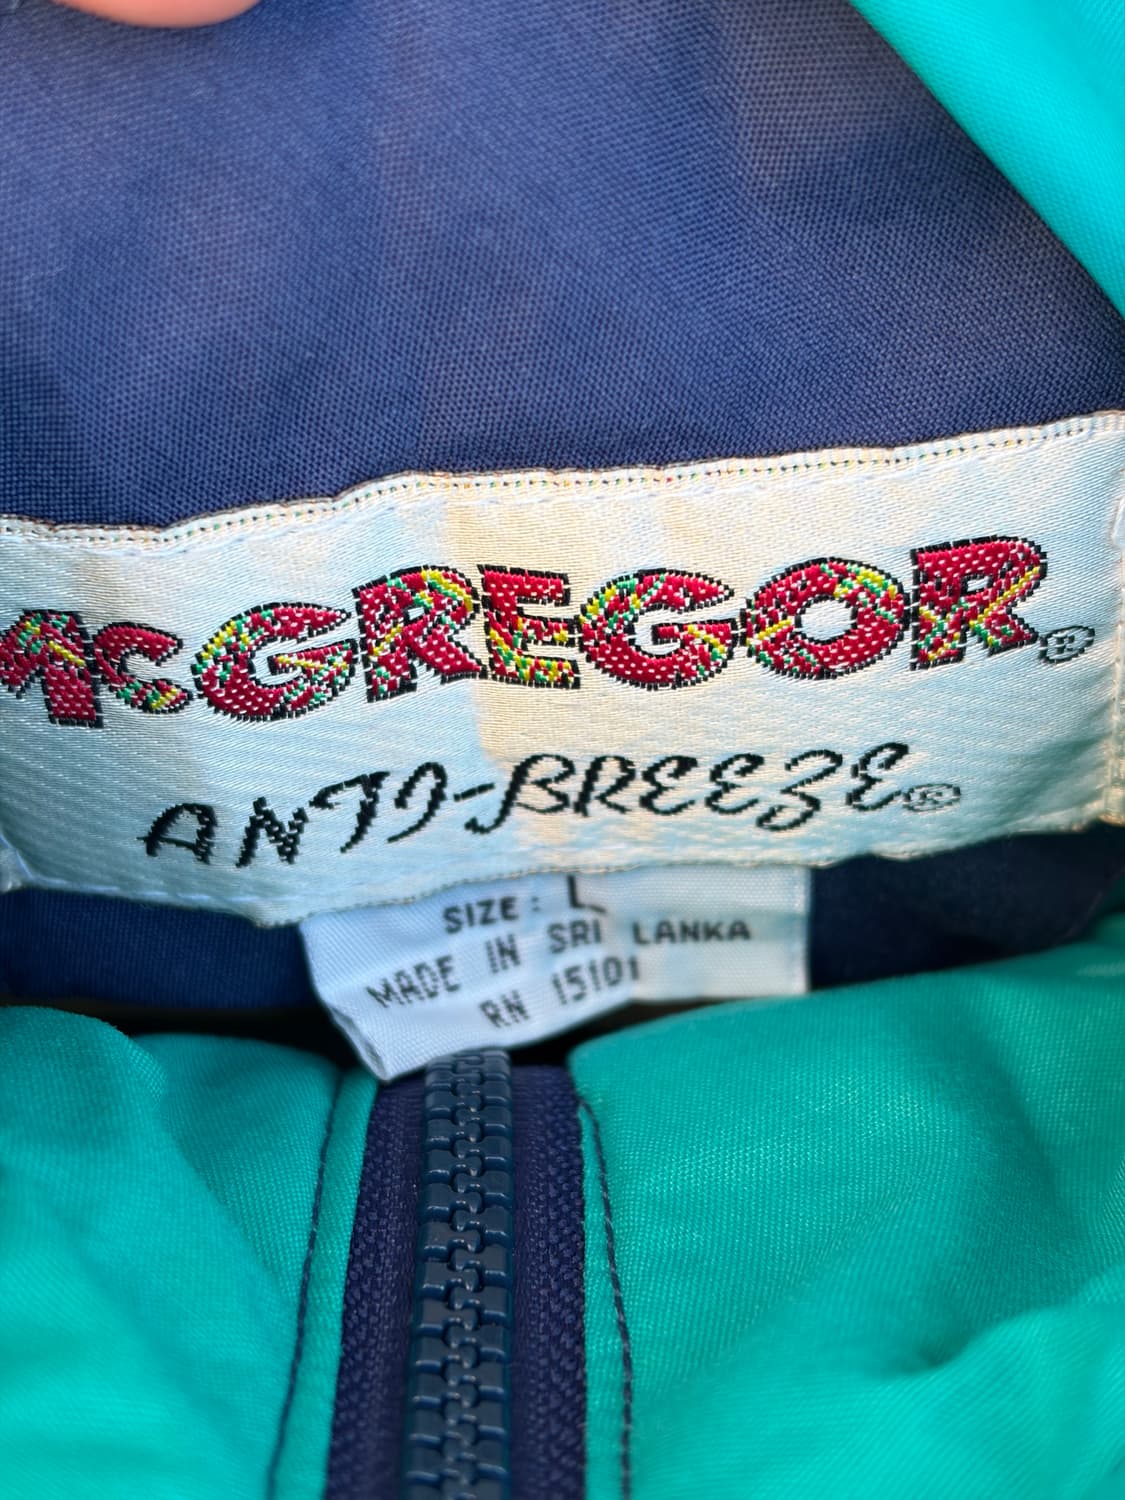 McGREGOR®
ANTI-BREEZE®
SIZE: L
MADE IN SRI LANKA
RN 15101